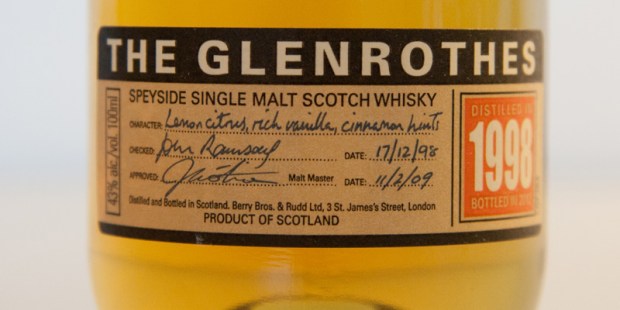 THE GLENROTHES
SPEYSIDE SINGLE MALT SCOTCH WHISKY
CHARACTER: Lemon citrus, rich vanilla, cinnamon hints
CHECKED: John Ramsay DATE: 17/12/98
APPROVED: Malt Master DATE: 11/2/09
Distilled and Bottled in Scotland. Berry Bros. & Rudd Ltd, 3 St. James's Street, London
PRODUCT OF SCOTLAND
43% alc/vol. 100ml
DISTILLED IN
1998
BOTTLED IN 2012